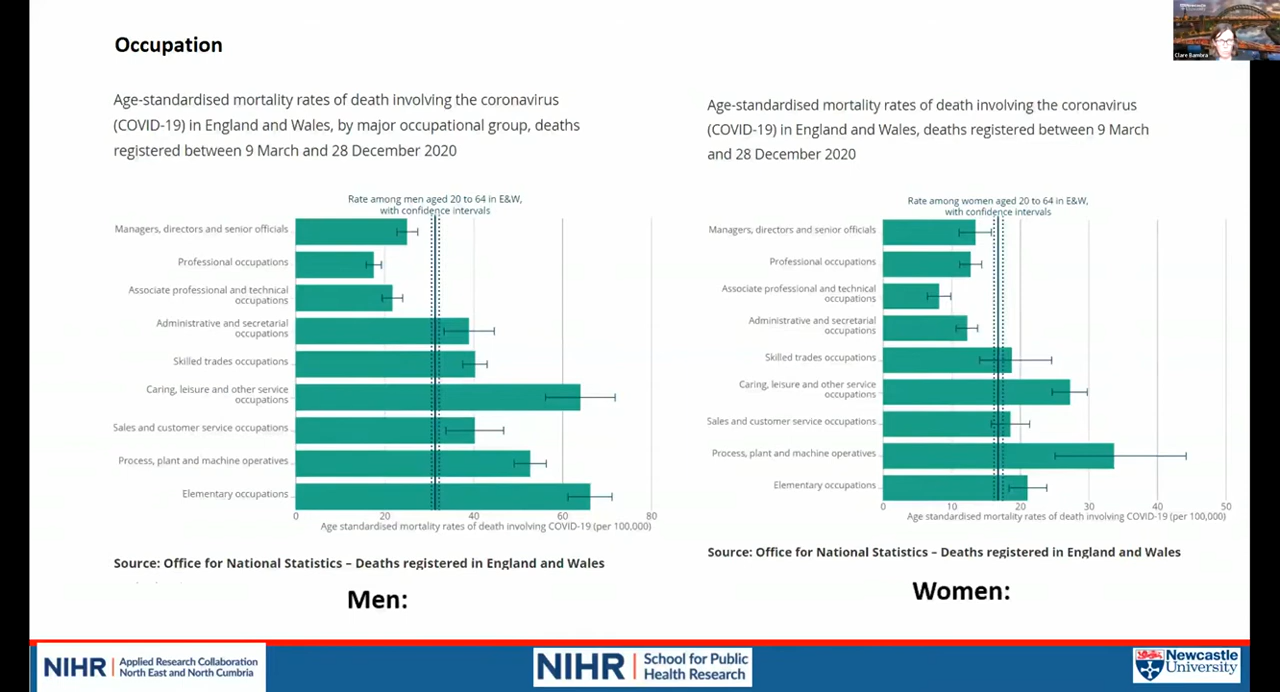 Occupation
Newcastle
Clare Bambra
Age-standardised mortality rates of death involving the coronavirus
(COVID-19) in England and Wales, by major occupational group, deaths
registered between 9 March and 28 December 2020
Rate among men aged 20 to 64 in E&W,
with confidence intervals
Managers, directors and senior officials
Professional occupations
Associate professional and technical
occupations
Administrative and secretarial
occupations
Skilled trades occupations
Caring, leisure and other service
occupations
Sales and customer service occupations
Process, plant and machine operatives
Elementary occupations
0 20 40 60 80
Age standardised mortality rates of death involving COVID-19 (per 100,000)
Source: Office for National Statistics – Deaths registered in England and Wales
Men:
Age-standardised mortality rates of death involving the coronavirus
(COVID-19) in England and Wales, deaths registered between 9 March
and 28 December 2020
Rate among women aged 20 to 64 in E&W,
with confidence intervals
Managers, directors and senior officials
Professional occupations
Associate professional and technical
occupations
Administrative and secretarial
occupations
Skilled trades occupations
Caring, leisure and other service
occupations
Sales and customer service occupations
Process, plant and machine operatives
Elementary occupations
0 10 20 30 40 50
Age standardised mortality rates of death involving COVID-19 (per 100,000)
Source: Office for National Statistics – Deaths registered in England and Wales
Women:
NIHR | Applied Research Collaboration
North East and North Cumbria
NIHR | School for Public
Health Research
Newcastle
University